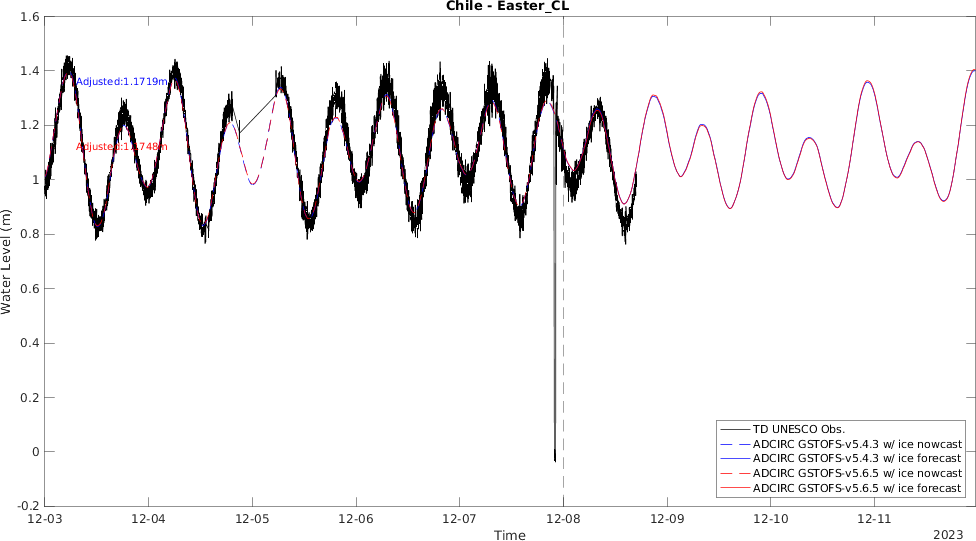 Chile - Easter_CL
1.6
1.4
1.2
1
0.8
0.6
0.4
0.2
0
-0.2
Water Level (m)
Adjusted:1.1719m
Adjusted:1.1748m
TD UNESCO Obs.
ADCIRC GSTOFS-v5.4.3 w/ ice nowcast
ADCIRC GSTOFS-v5.4.3 w/ ice forecast
ADCIRC GSTOFS-v5.6.5 w/ ice nowcast
ADCIRC GSTOFS-v5.6.5 w/ ice forecast
12-03 12-04 12-05 12-06 12-07 12-08 12-09 12-10 12-11
Time
2023